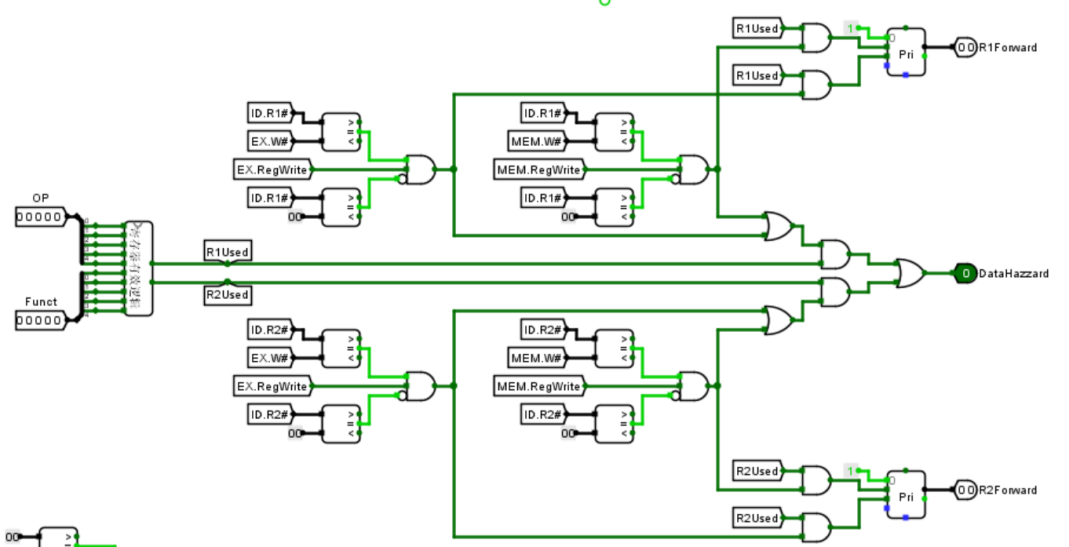 R1Used
1
0
Pri
00
R1Forward
R1Used
ID.R1#
>
=
<
EX.W#
EX.RegWrite
ID.R1#
>
=
<
00
ID.R1#
>
=
<
MEM.W#
MEM.RegWrite
ID.R1#
>
=
<
00
OP
00000
R1Used
R2Used
0
DataHazzard
Funct
00000
ID.R2#
>
=
<
EX.W#
EX.RegWrite
ID.R2#
>
=
<
00
ID.R2#
>
=
<
MEM.W#
MEM.RegWrite
ID.R2#
>
=
<
00
R2Used
1
0
Pri
00
R2Forward
R2Used
00
>